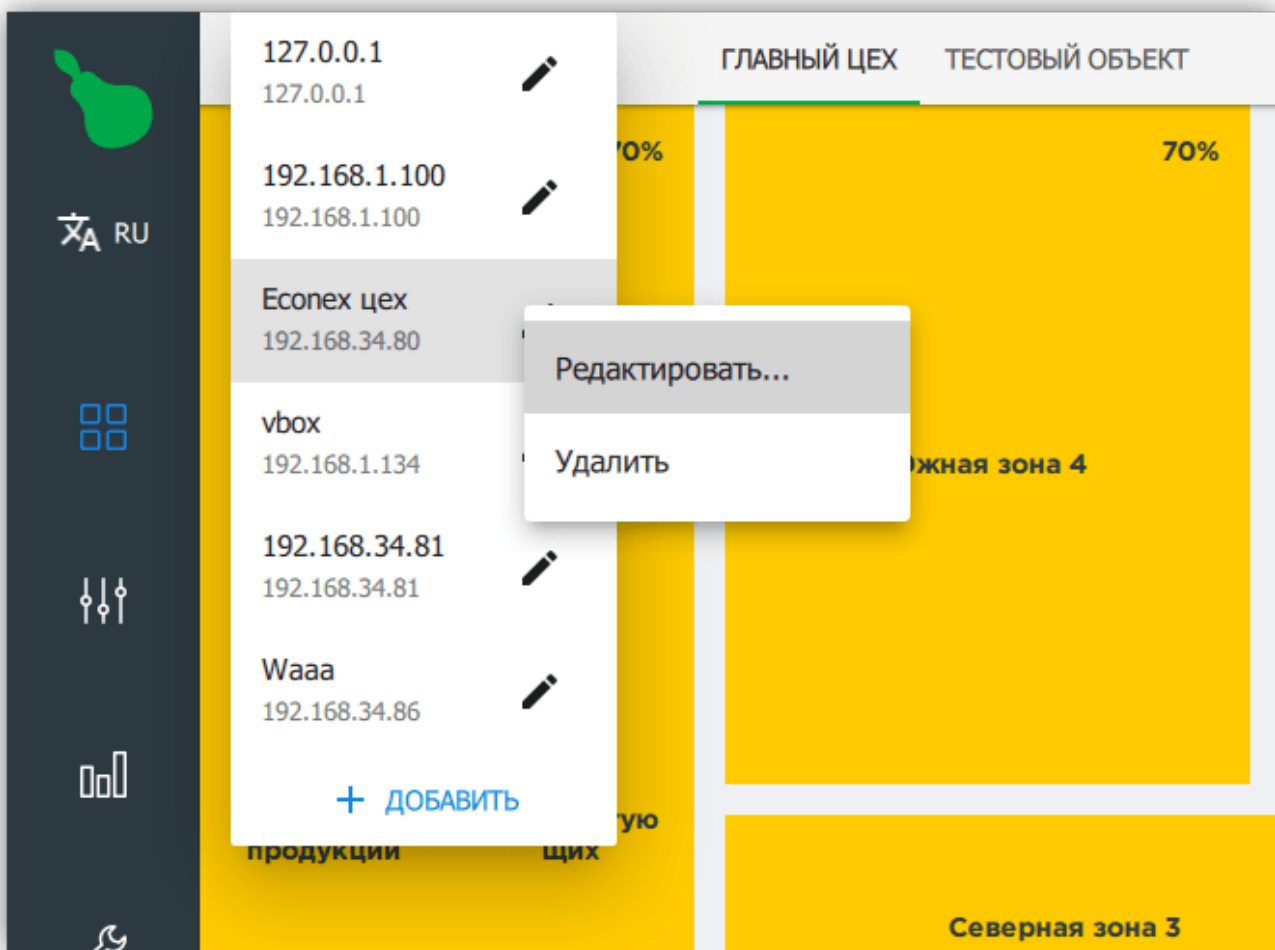 127.0.0.1
127.0.0.1
192.168.1.100
192.168.1.100
Econex цех
192.168.34.80
vbox
192.168.1.134
192.168.34.81
192.168.34.81
Waaa
192.168.34.86
+ ДОБАВИТЬ
Редактировать...
Удалить
RU
ГЛАВНЫЙ ЦЕХ
ТЕСТОВЫЙ ОБЪЕКТ
70%
70%
жная зона 4
тую
продукции
щих
Северная зона 3